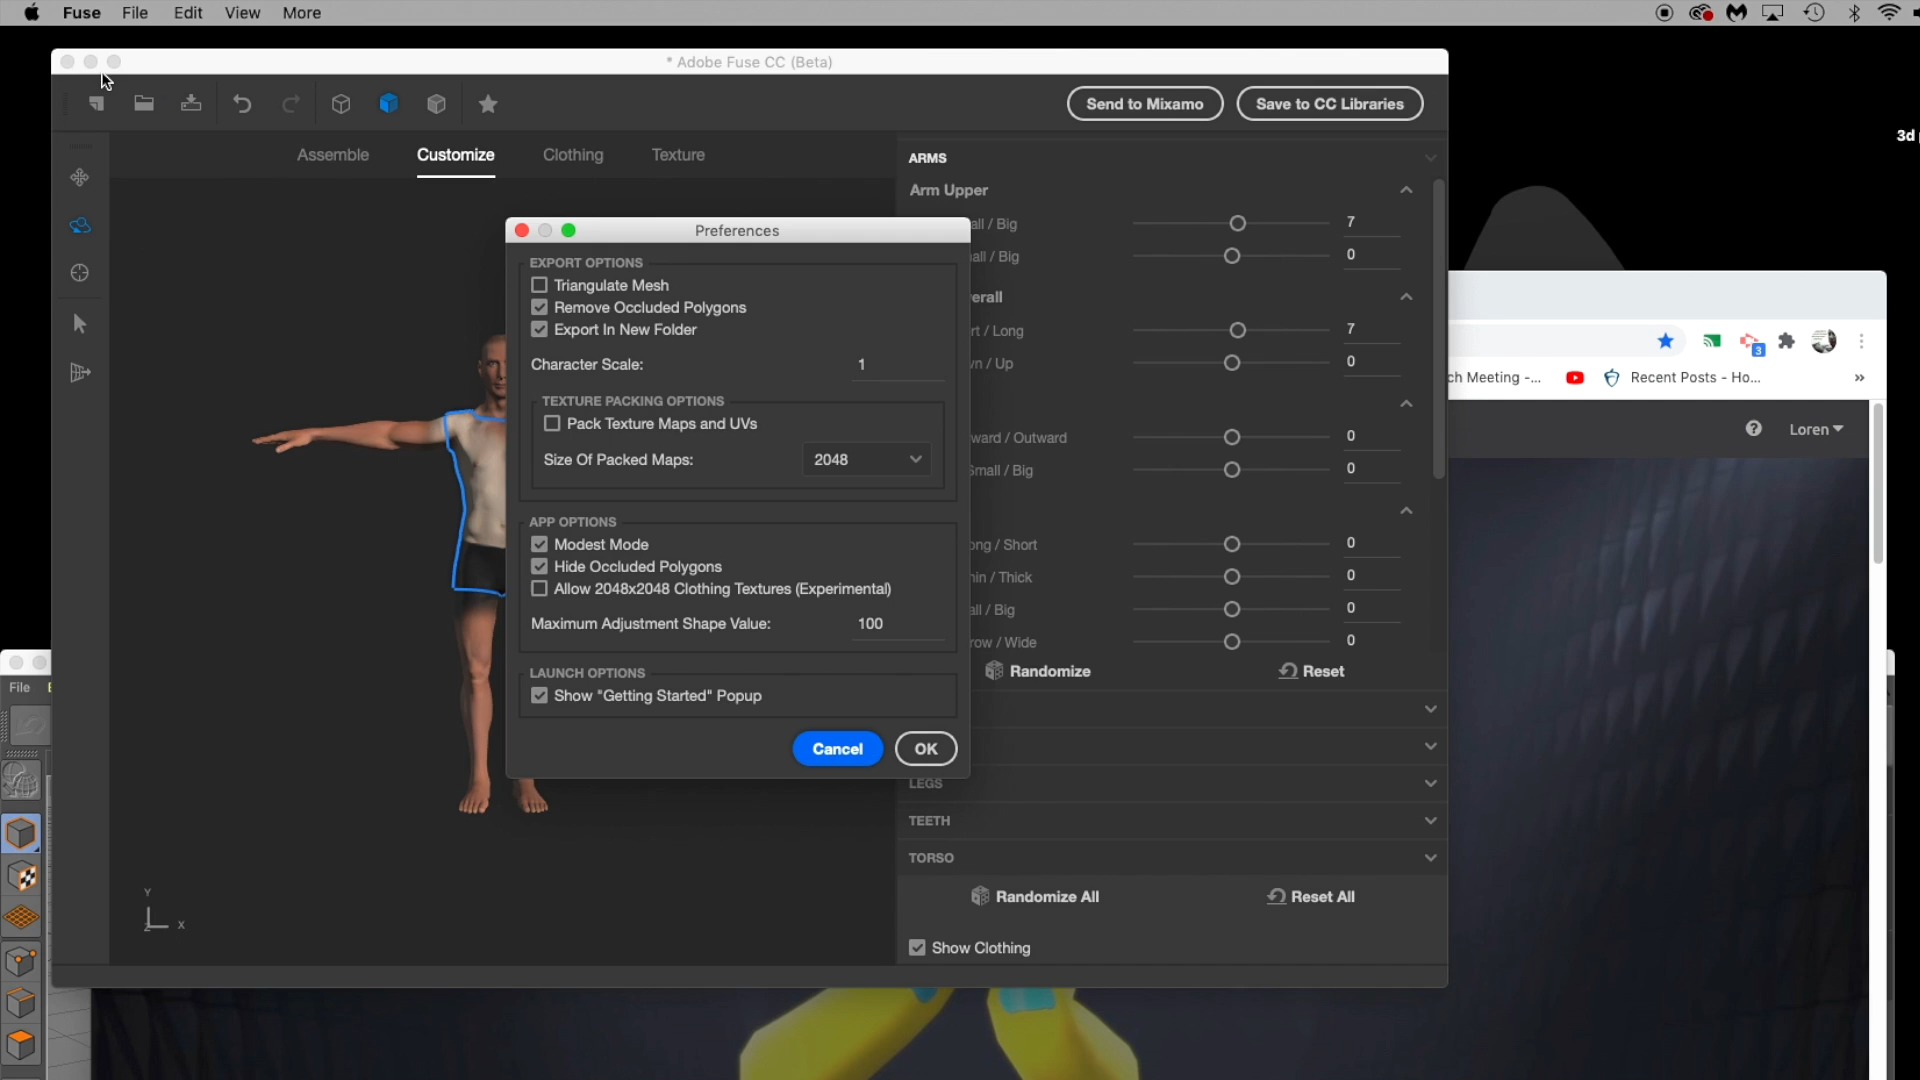 Fuse File Edit View More
* Adobe Fuse CC (Beta)
Send to Mixamo Save to CC Libraries
3d
Assemble Customize Clothing Texture
ARMS
Arm Upper
all / Big 7
all / Big 0
erall
rt / Long 7
n / Up 0
ward / Outward 0
Small / Big 0
ong / Short 0
in / Thick 0
all / Big 0
row / Wide 0
Randomize Reset
LEGS
TEETH
TORSO
Randomize All Reset All
Show Clothing
Preferences
EXPORT OPTIONS
Triangulate Mesh
Remove Occluded Polygons
Export In New Folder
Character Scale: 1
TEXTURE PACKING OPTIONS
Pack Texture Maps and UVs
Size Of Packed Maps: 2048
APP OPTIONS
Modest Mode
Hide Occluded Polygons
Allow 2048x2048 Clothing Textures (Experimental)
Maximum Adjustment Shape Value: 100
LAUNCH OPTIONS
Show "Getting Started" Popup
Cancel OK
Y
Z X
3
ch Meeting -... Recent Posts - Ho... »
Loren
File